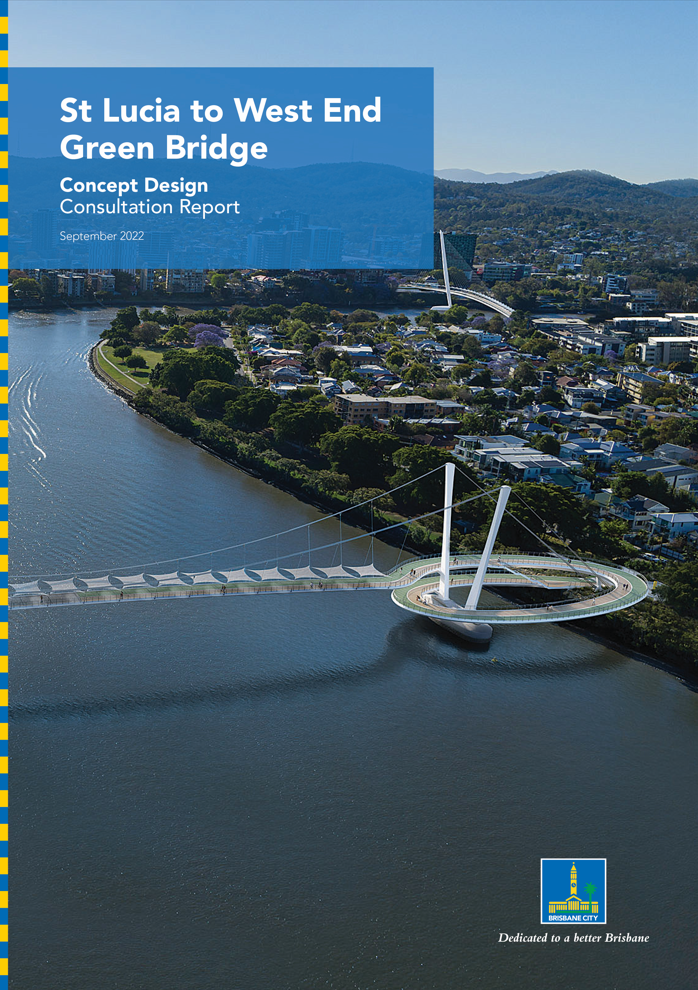 St Lucia to West End
Green Bridge
Concept Design
Consultation Report
September 2022
BRISBANE CITY
Dedicated to a better Brisbane